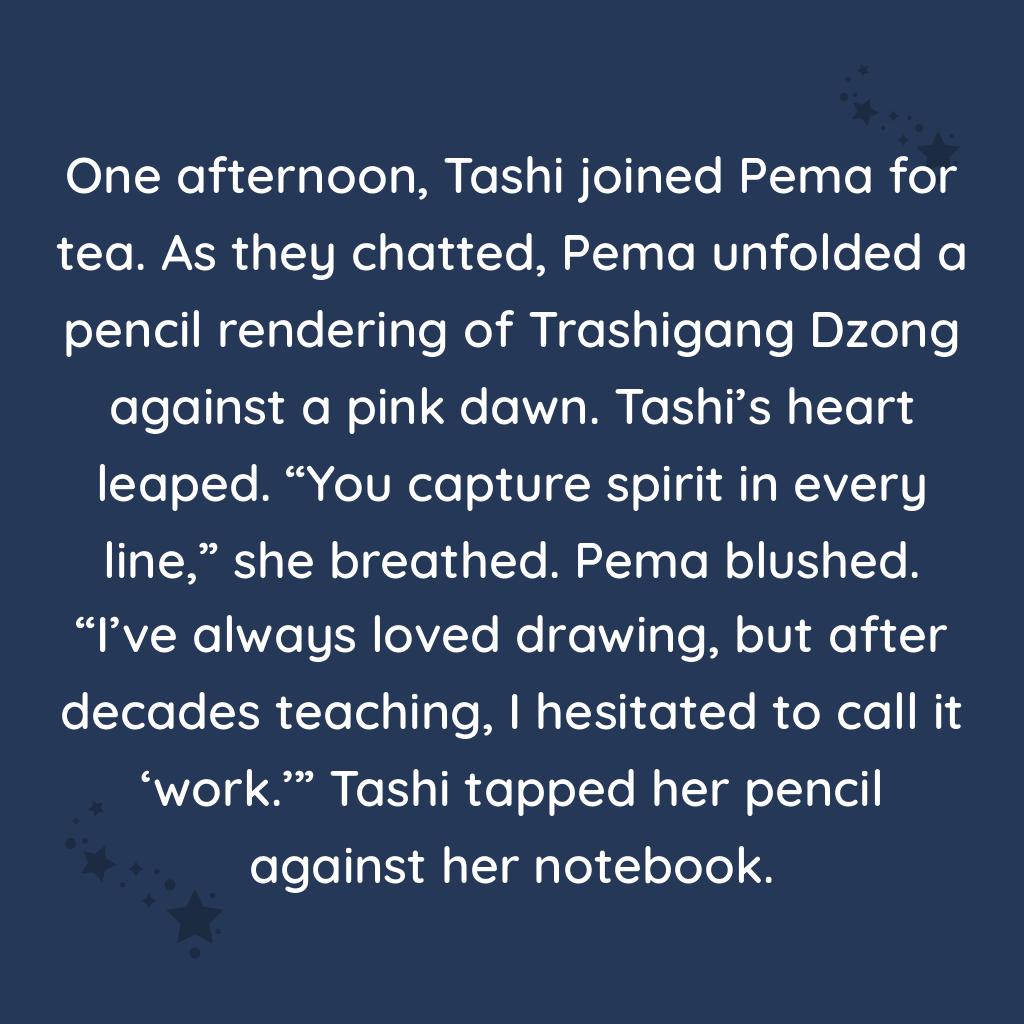 One afternoon, Tashi joined Pema for
tea. As they chatted, Pema unfolded a
pencil rendering of Trashigang Dzong
against a pink dawn. Tashi’s heart
leaped. “You capture spirit in every
line,” she breathed. Pema blushed.
“I’ve always loved drawing, but after
decades teaching, I hesitated to call it
‘work.’” Tashi tapped her pencil
against her notebook.